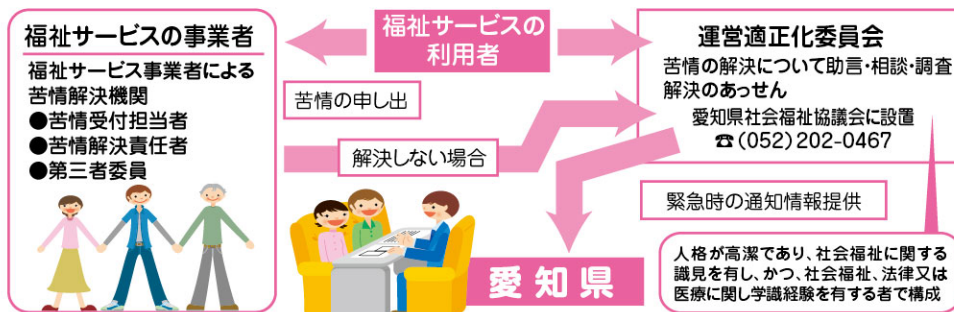 福祉サービスの事業者
福祉サービス事業者による
苦情解決機関
●苦情受付担当者
●苦情解決責任者
●第三者委員
福祉サービスの
利用者
苦情の申し出
解決しない場合
運営適正化委員会
苦情の解決について助言・相談・調査
解決のあっせん
愛知県社会福祉協議会に設置
☎(052)202-0467
緊急時の通知情報提供
愛知県
人格が高潔であり、社会福祉に関する
識見を有し、かつ、社会福祉、法律又は
医療に関し学識経験を有する者で構成